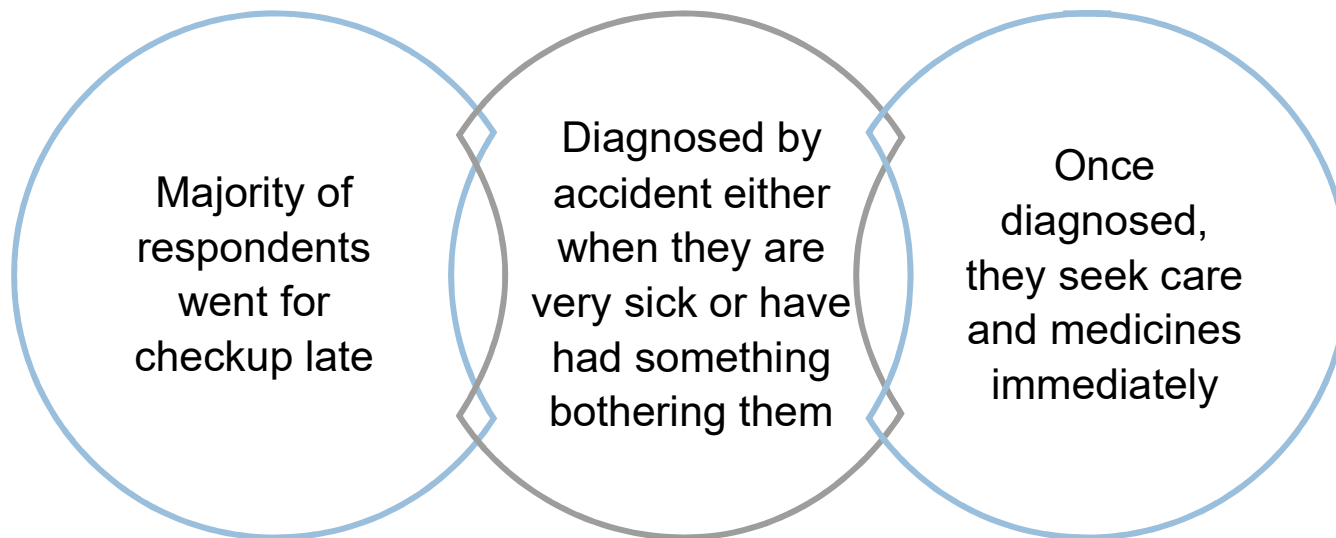 Majority of
respondents
went for
checkup late
Diagnosed by
accident either
when they are
very sick or have
had something
bothering them
Once
diagnosed,
they seek care
and medicines
immediately